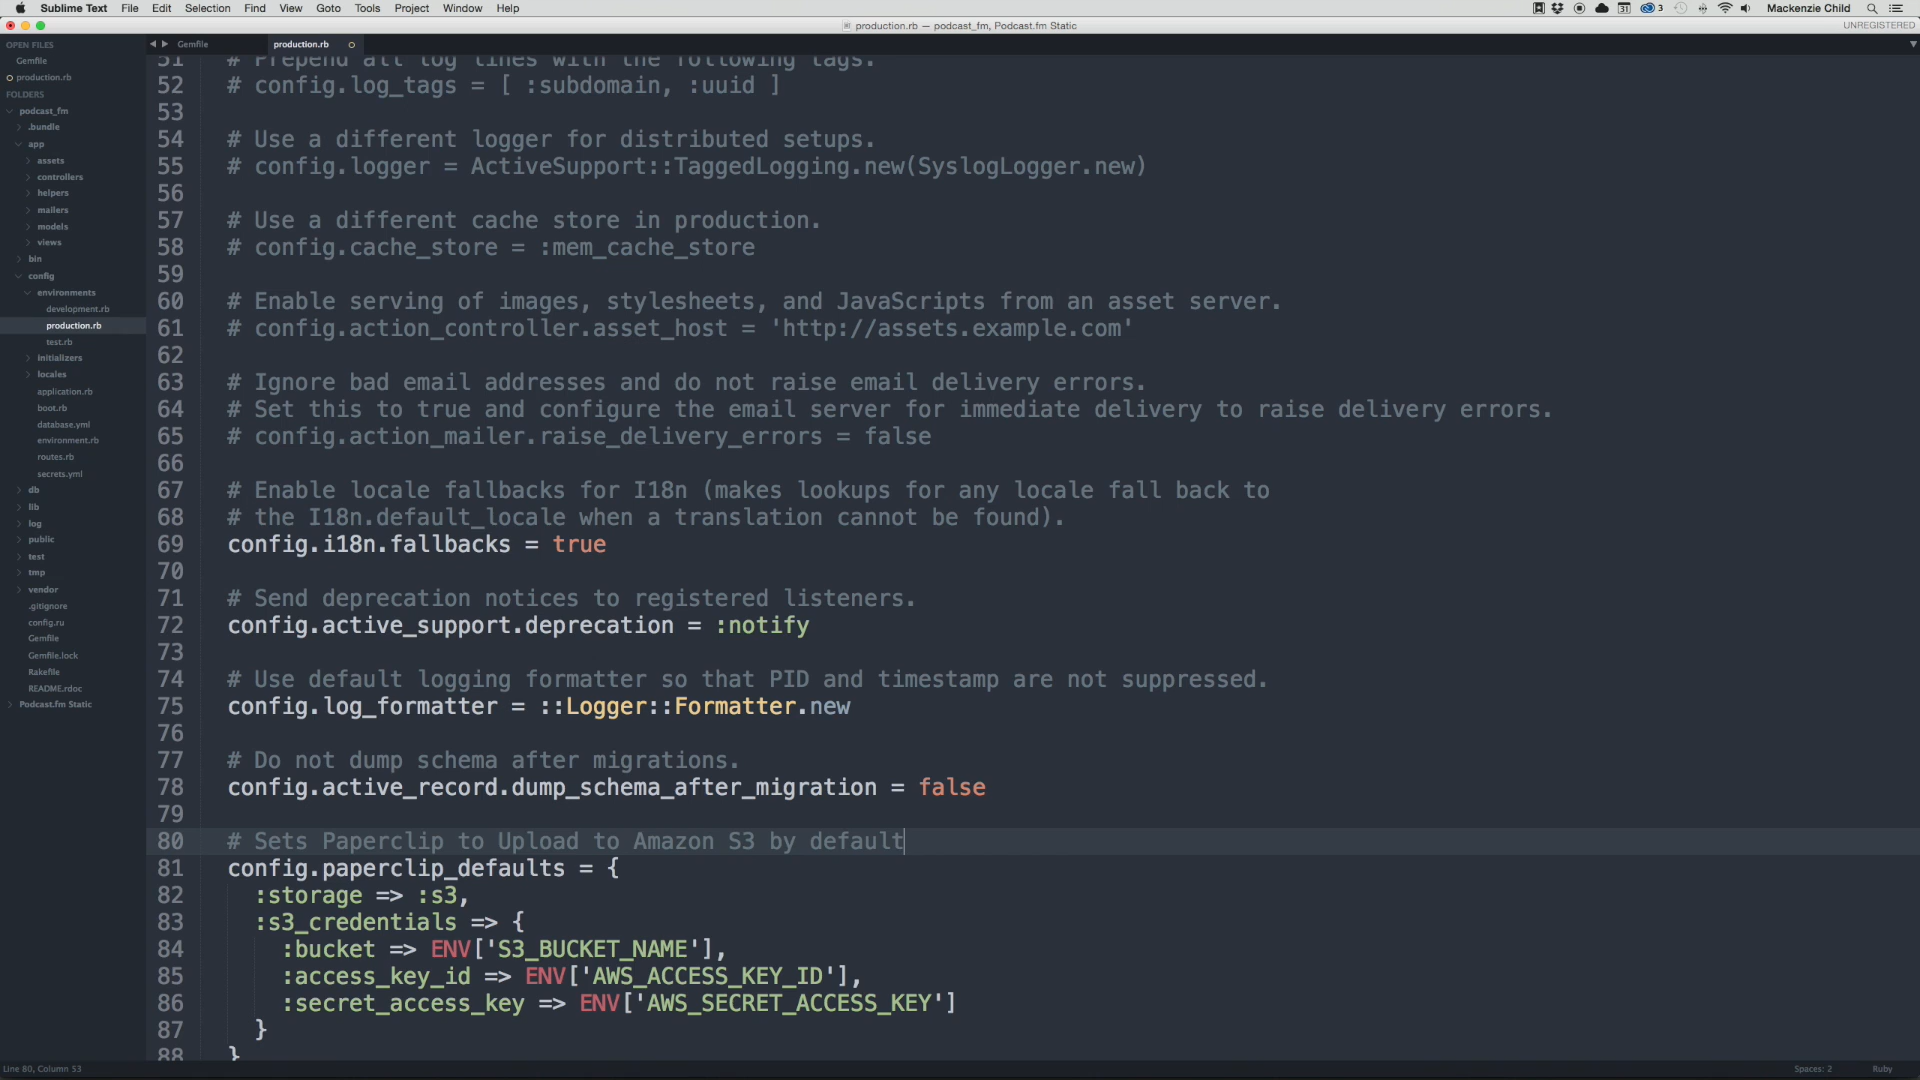 Sublime Text File Edit Selection Find View Goto Tools Project Window Help
3 Mackenzie Child
production.rb — podcast_fm, Podcast.fm Static
UNREGISTERED
OPEN FILES
Gemfile
production.rb
FOLDERS
podcast_fm
.bundle
app
assets
controllers
helpers
mailers
models
views
bin
config
environments
development.rb
production.rb
test.rb
initializers
locales
application.rb
boot.rb
database.yml
environment.rb
routes.rb
secrets.yml
db
lib
log
public
test
tmp
vendor
.gitignore
config.ru
Gemfile
Gemfile.lock
Rakefile
README.rdoc
Podcast.fm Static
Gemfile production.rb
51 # Prepend all log lines with the following tags.
52 # config.log_tags = [ :subdomain, :uuid ]
53
54 # Use a different logger for distributed setups.
55 # config.logger = ActiveSupport::TaggedLogging.new(SyslogLogger.new)
56
57 # Use a different cache store in production.
58 # config.cache_store = :mem_cache_store
59
60 # Enable serving of images, stylesheets, and JavaScripts from an asset server.
61 # config.action_controller.asset_host = 'http://assets.example.com'
62
63 # Ignore bad email addresses and do not raise email delivery errors.
64 # Set this to true and configure the email server for immediate delivery to raise delivery errors.
65 # config.action_mailer.raise_delivery_errors = false
66
67 # Enable locale fallbacks for I18n (makes lookups for any locale fall back to
68 # the I18n.default_locale when a translation cannot be found).
69 config.i18n.fallbacks = true
70
71 # Send deprecation notices to registered listeners.
72 config.active_support.deprecation = :notify
73
74 # Use default logging formatter so that PID and timestamp are not suppressed.
75 config.log_formatter = ::Logger::Formatter.new
76
77 # Do not dump schema after migrations.
78 config.active_record.dump_schema_after_migration = false
79
80 # Sets Paperclip to Upload to Amazon S3 by default
81 config.paperclip_defaults = {
82 :storage => :s3,
83 :s3_credentials => {
84 :bucket => ENV['S3_BUCKET_NAME'],
85 :access_key_id => ENV['AWS_ACCESS_KEY_ID'],
86 :secret_access_key => ENV['AWS_SECRET_ACCESS_KEY']
87 }
88 }
Line 80, Column 53
Spaces: 2 Ruby